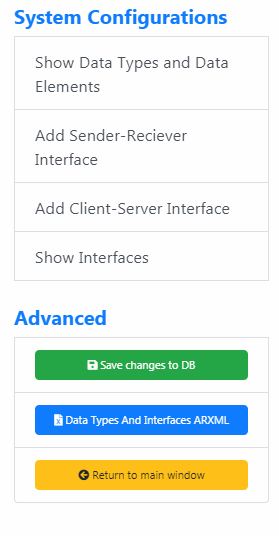 System Configurations
Show Data Types and Data
Elements
Add Sender-Reciever
Interface
Add Client-Server Interface
Show Interfaces
Advanced
Save changes to DB
Data Types And Interfaces ARXML
Return to main window